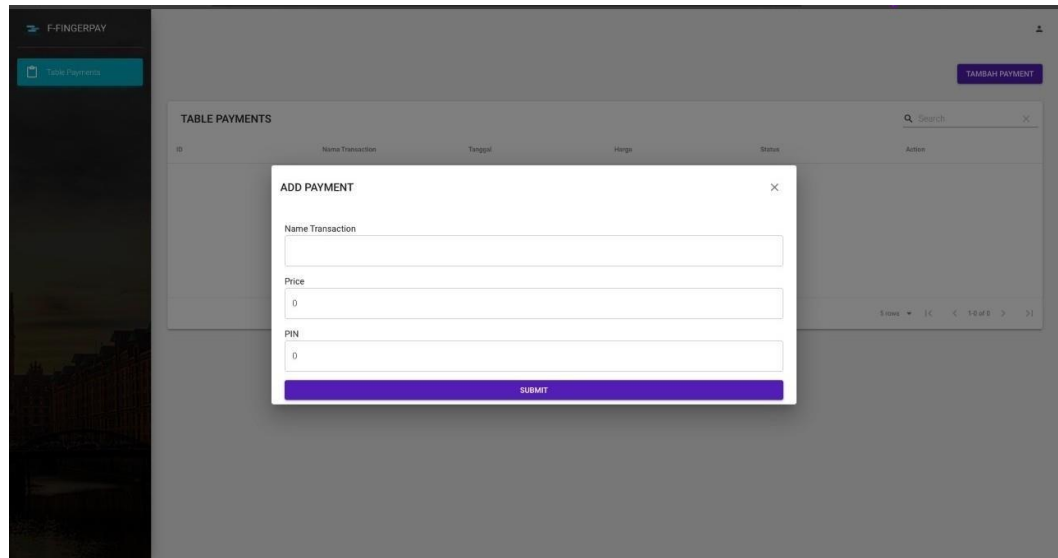 F-FINGERPAY
Table Payments
TAMBAH PAYMENT
TABLE PAYMENTS
Search
ID Name Transaction Tanggal Harga Status Action
ADD PAYMENT
Name Transaction
Price
0
PIN
0
SUBMIT
5 rows 1-0 of 0